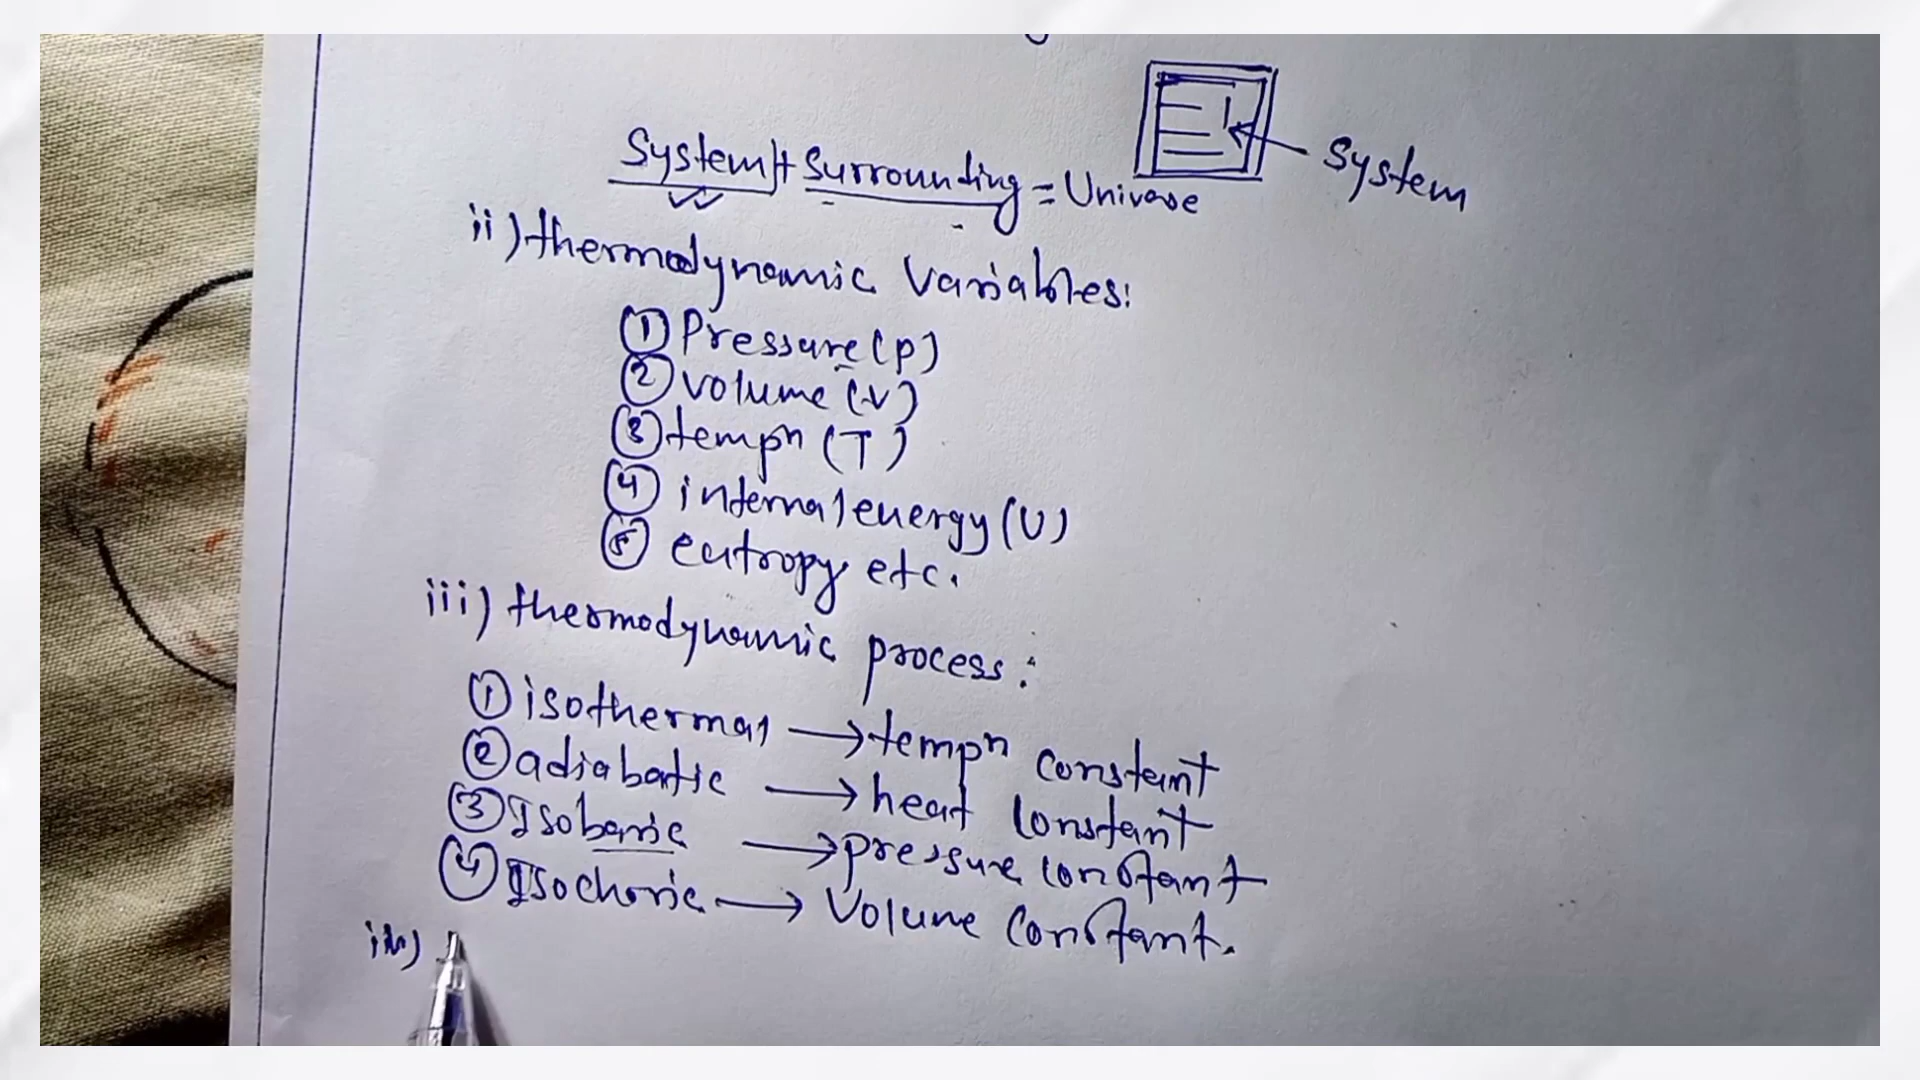 System + Surrounding = Univase
System
ii) thermodynamic Variables:
① Pressure (P)
② volume (V)
③ tempn (T)
④ internal energy (U)
⑤ entropy etc.
iii) thermodynamic process:
① isothermal → tempn constant
② adiabatic → heat constant
③ Isobaric → pressure constant
④ Isochoric → Volume constant.
iv)